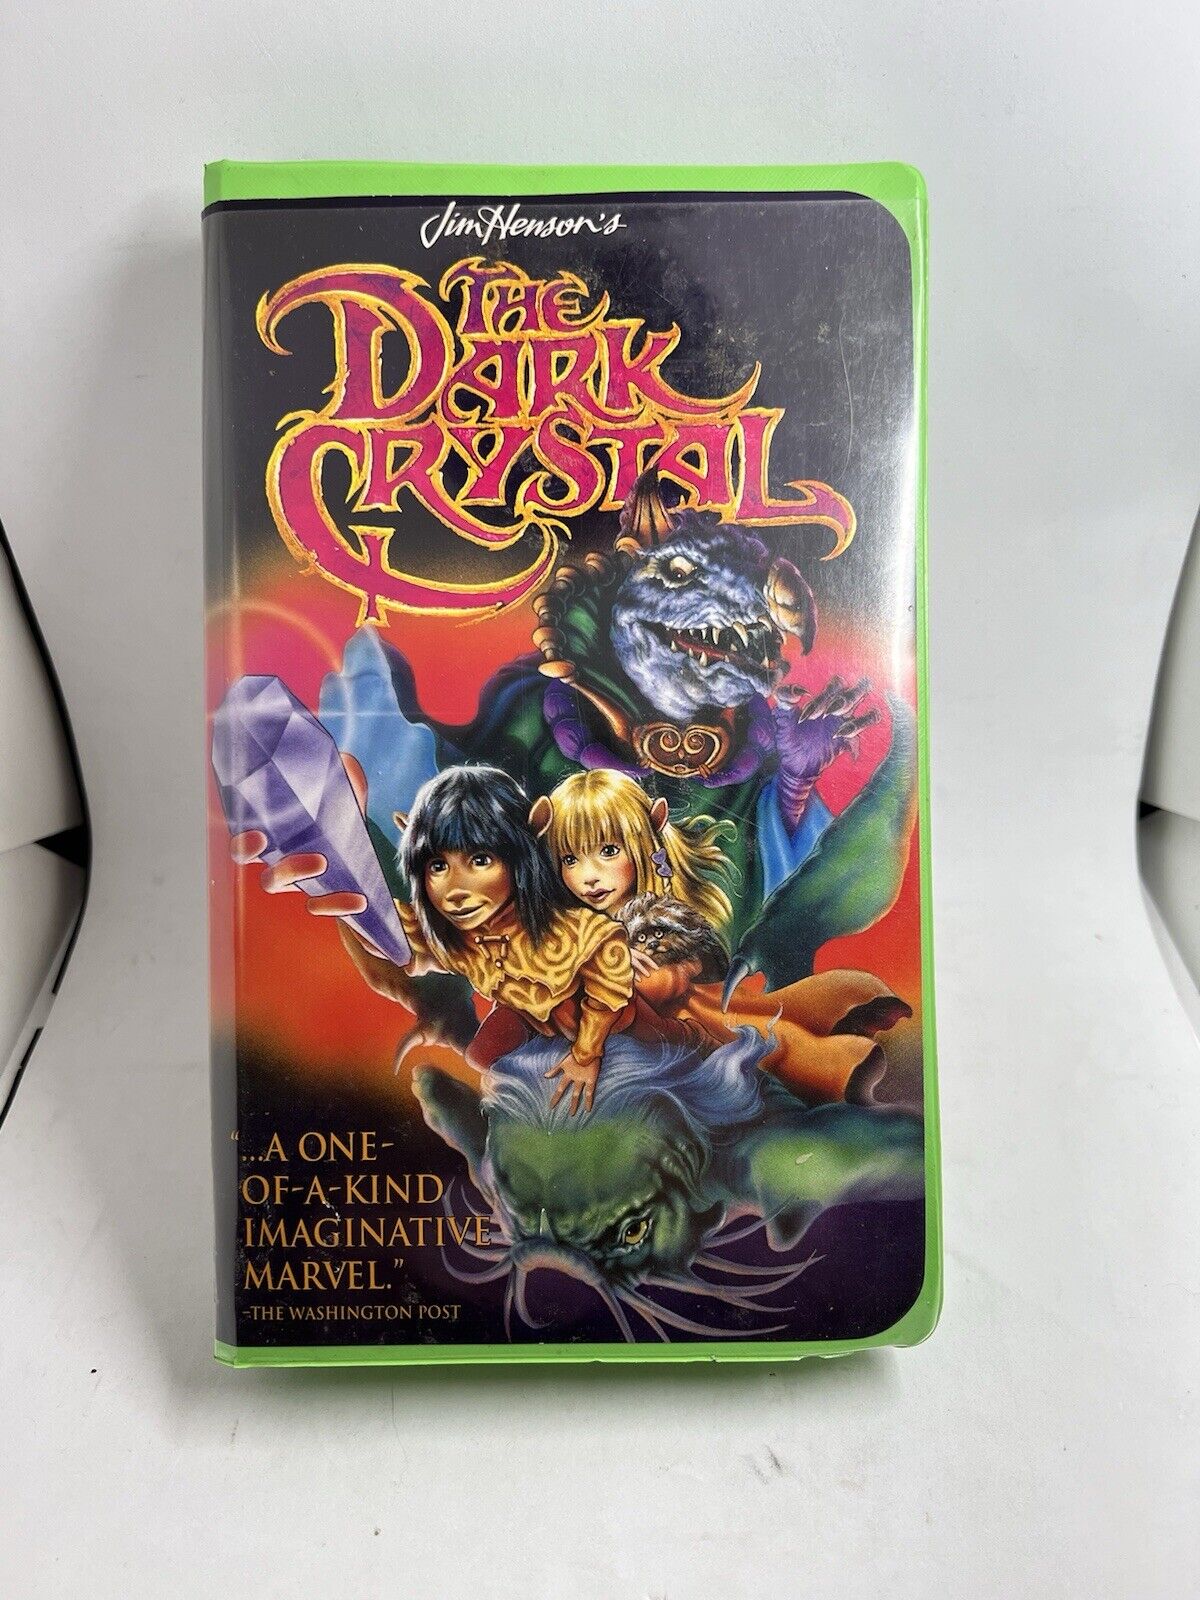 Jim Henson's
THE
DARK
CRYSTAL
"...A ONE-
OF-A-KIND
IMAGINATIVE
MARVEL."
-THE WASHINGTON POST